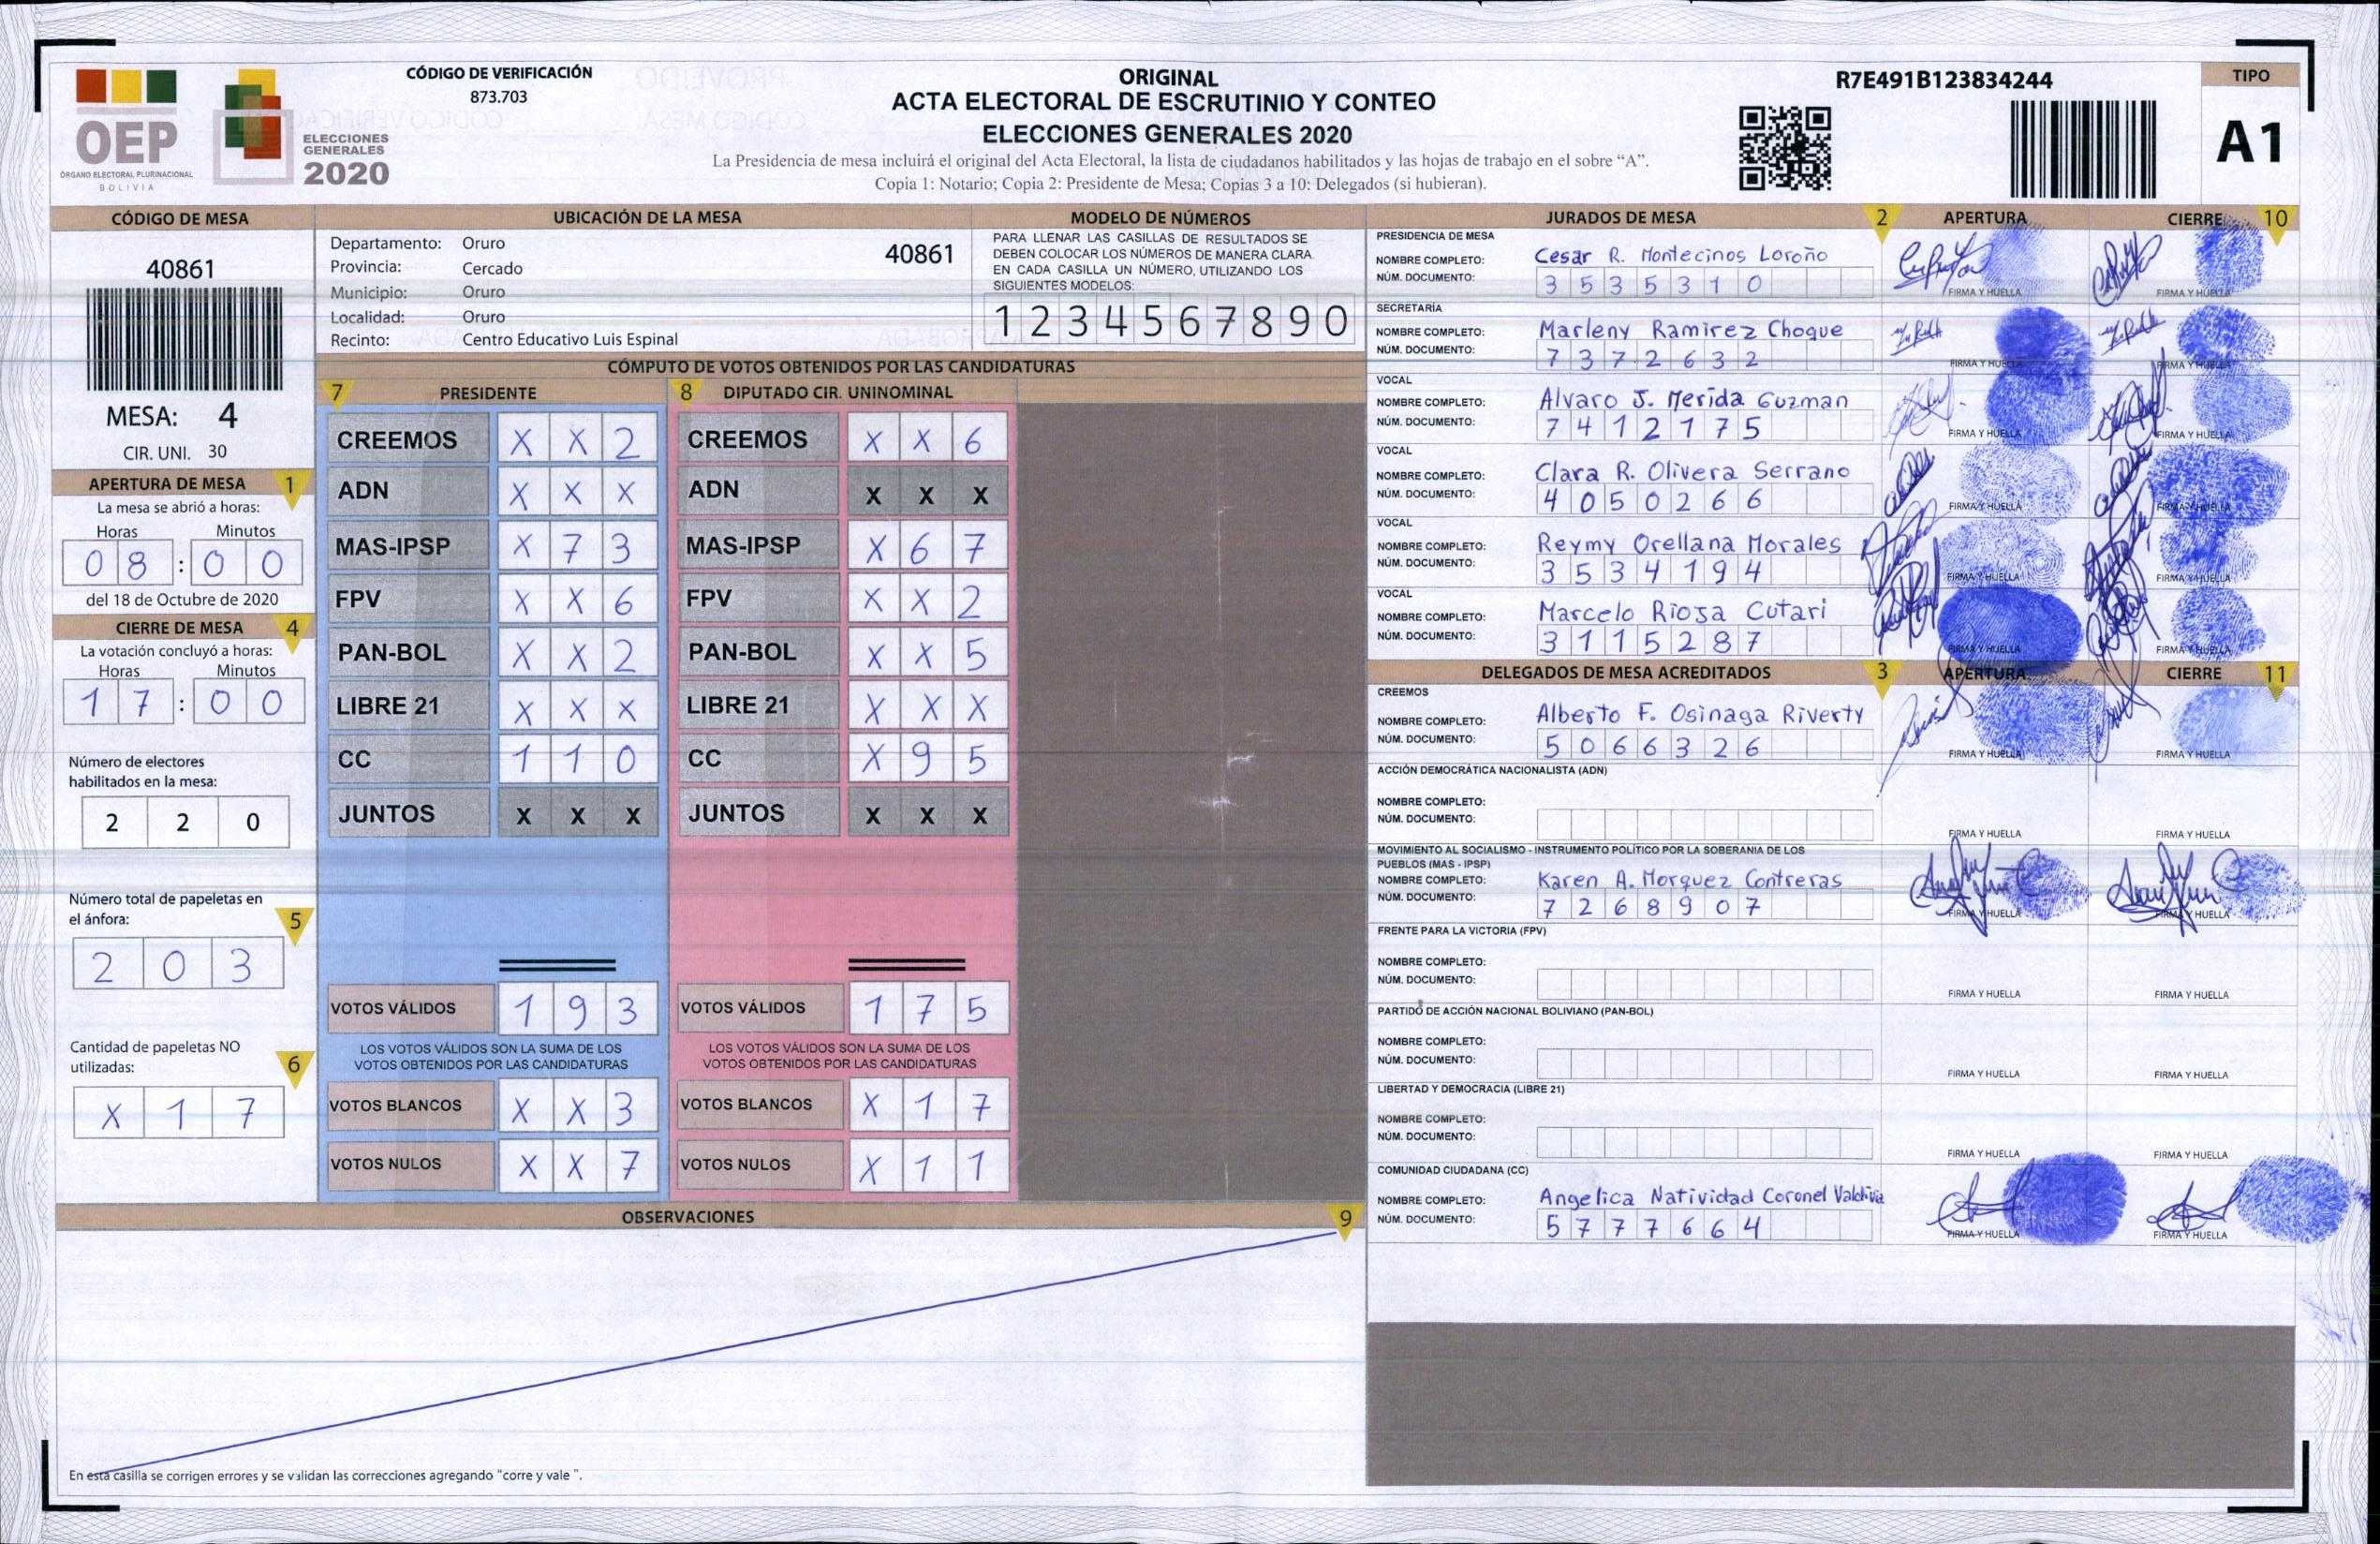 OEP
ÓRGANO ELECTORAL PLURINACIONAL
BOLIVIA
ELECCIONES
GENERALES
2020
CÓDIGO DE VERIFICACIÓN
873.703
ORIGINAL
ACTA ELECTORAL DE ESCRUTINIO Y CONTEO
ELECCIONES GENERALES 2020
La Presidencia de mesa incluirá el original del Acta Electoral, la lista de ciudadanos habilitados y las hojas de trabajo en el sobre “A”.
Copia 1: Notario; Copia 2: Presidente de Mesa; Copias 3 a 10: Delegados (si hubieran).
R7E491B123834244
TIPO
A1
CÓDIGO DE MESA
40861
MESA: 4
CIR. UNI. 30
APERTURA DE MESA 1
La mesa se abrió a horas:
Horas Minutos
0 8 : 0 0
del 18 de Octubre de 2020
CIERRE DE MESA 4
La votación concluyó a horas:
Horas Minutos
1 7 : 0 0
Número de electores
habilitados en la mesa:
2 2 0
Número total de papeletas en
el ánfora:
5
2 0 3
Cantidad de papeletas NO
utilizadas:
6
X 1 7
UBICACIÓN DE LA MESA
Departamento: Oruro
40861
Provincia: Cercado
Municipio: Oruro
Localidad: Oruro
Recinto: Centro Educativo Luis Espinal
MODELO DE NÚMEROS
PARA LLENAR LAS CASILLAS DE RESULTADOS SE
DEBEN COLOCAR LOS NÚMEROS DE MANERA CLARA.
EN CADA CASILLA UN NÚMERO, UTILIZANDO LOS
SIGUIENTES MODELOS:
1 2 3 4 5 6 7 8 9 0
CÓMPUTO DE VOTOS OBTENIDOS POR LAS CANDIDATURAS
7 PRESIDENTE
CREEMOS X X 2
ADN X X X
MAS-IPSP X 7 3
FPV X X 6
PAN-BOL X X 2
LIBRE 21 X X X
CC 1 1 0
JUNTOS X X X
VOTOS VÁLIDOS 1 9 3
LOS VOTOS VÁLIDOS SON LA SUMA DE LOS
VOTOS OBTENIDOS POR LAS CANDIDATURAS
VOTOS BLANCOS X X 3
VOTOS NULOS X X 7
8 DIPUTADO CIR. UNINOMINAL
CREEMOS X X 6
ADN X X X
MAS-IPSP X 6 7
FPV X X 2
PAN-BOL X X 5
LIBRE 21 X X X
CC X 9 5
JUNTOS X X X
VOTOS VÁLIDOS 1 7 5
LOS VOTOS VÁLIDOS SON LA SUMA DE LOS
VOTOS OBTENIDOS POR LAS CANDIDATURAS
VOTOS BLANCOS X 1 7
VOTOS NULOS X 1 1
OBSERVACIONES 9
En esta casilla se corrigen errores y se validan las correcciones agregando "corre y vale ".
JURADOS DE MESA 2 APERTURA CIERRE 10
PRESIDENCIA DE MESA
NOMBRE COMPLETO: Cesar R. Montecinos Loroño
NÚM. DOCUMENTO: 3 5 3 5 3 1 0
FIRMA Y HUELLA FIRMA Y HUELLA
SECRETARÍA
NOMBRE COMPLETO: Marleny Ramirez Choque
NÚM. DOCUMENTO: 7 3 7 2 6 3 2
FIRMA Y HUELLA FIRMA Y HUELLA
VOCAL
NOMBRE COMPLETO: Alvaro J. Merida Guzman
NÚM. DOCUMENTO: 7 4 1 2 1 7 5
FIRMA Y HUELLA FIRMA Y HUELLA
VOCAL
NOMBRE COMPLETO: Clara R. Olivera Serrano
NÚM. DOCUMENTO: 4 0 5 0 2 6 6
FIRMA Y HUELLA FIRMA Y HUELLA
VOCAL
NOMBRE COMPLETO: Reymy Orellana Morales
NÚM. DOCUMENTO: 3 5 3 4 1 9 4
FIRMA Y HUELLA FIRMA Y HUELLA
VOCAL
NOMBRE COMPLETO: Marcelo Rioja Cutari
NÚM. DOCUMENTO: 3 1 1 5 2 8 7
FIRMA Y HUELLA FIRMA Y HUELLA
DELEGADOS DE MESA ACREDITADOS 3 APERTURA CIERRE 11
CREEMOS
NOMBRE COMPLETO: Alberto F. Osinaga Riverty
NÚM. DOCUMENTO: 5 0 6 6 3 2 6
FIRMA Y HUELLA FIRMA Y HUELLA
ACCIÓN DEMOCRÁTICA NACIONALISTA (ADN)
NOMBRE COMPLETO:
NÚM. DOCUMENTO:
FIRMA Y HUELLA FIRMA Y HUELLA
MOVIMIENTO AL SOCIALISMO - INSTRUMENTO POLÍTICO POR LA SOBERANIA DE LOS
PUEBLOS (MAS - IPSP)
NOMBRE COMPLETO: Karen A. Morquez Contreras
NÚM. DOCUMENTO: 7 2 6 8 9 0 7
FIRMA Y HUELLA FIRMA Y HUELLA
FRENTE PARA LA VICTORIA (FPV)
NOMBRE COMPLETO:
NÚM. DOCUMENTO:
FIRMA Y HUELLA FIRMA Y HUELLA
PARTIDO DE ACCIÓN NACIONAL BOLIVIANO (PAN-BOL)
NOMBRE COMPLETO:
NÚM. DOCUMENTO:
FIRMA Y HUELLA FIRMA Y HUELLA
LIBERTAD Y DEMOCRACIA (LIBRE 21)
NOMBRE COMPLETO:
NÚM. DOCUMENTO:
FIRMA Y HUELLA FIRMA Y HUELLA
COMUNIDAD CIUDADANA (CC)
NOMBRE COMPLETO: Angelica Natividad Coronel Valdivia
NÚM. DOCUMENTO: 5 7 7 7 6 6 4
FIRMA Y HUELLA FIRMA Y HUELLA